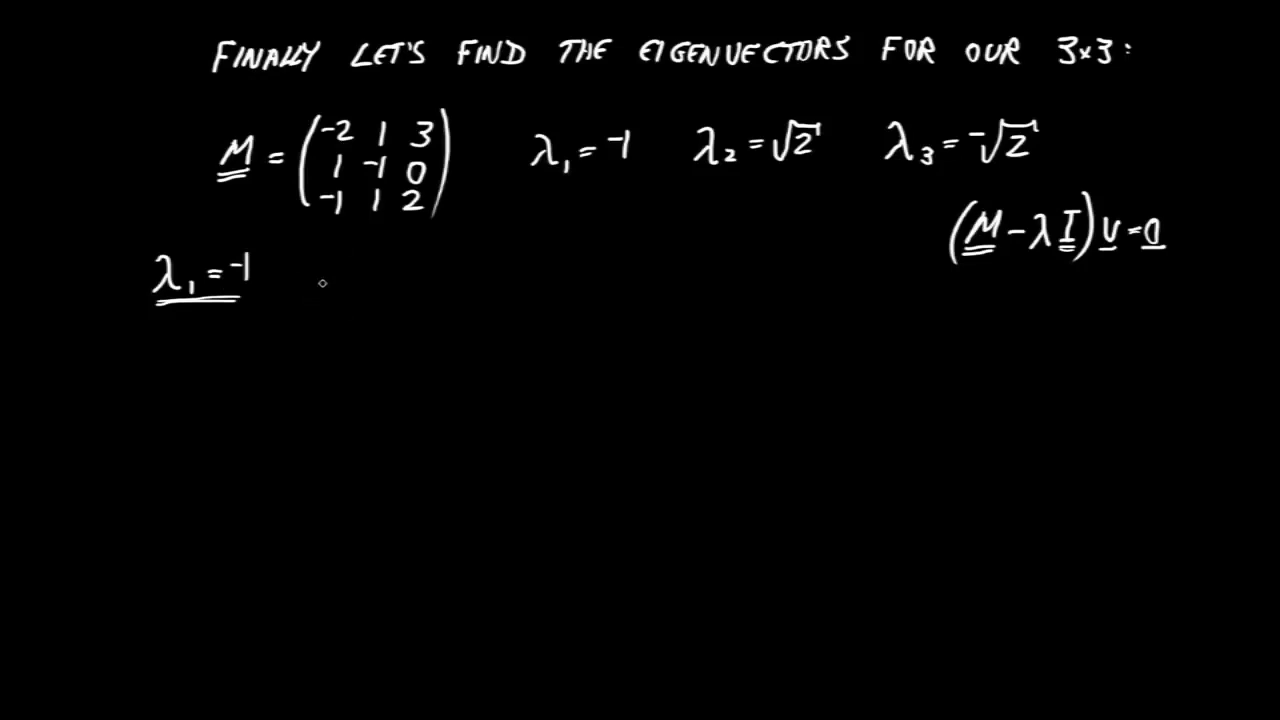 FINALLY LET'S FIND THE EIGENVECTORS FOR OUR 3×3:
M = (-2 1 3
1 -1 0
-1 1 2) λ₁ = -1 λ₂ = √2 λ₃ = -√2
(M - λI)v = 0
λ₁ = -1